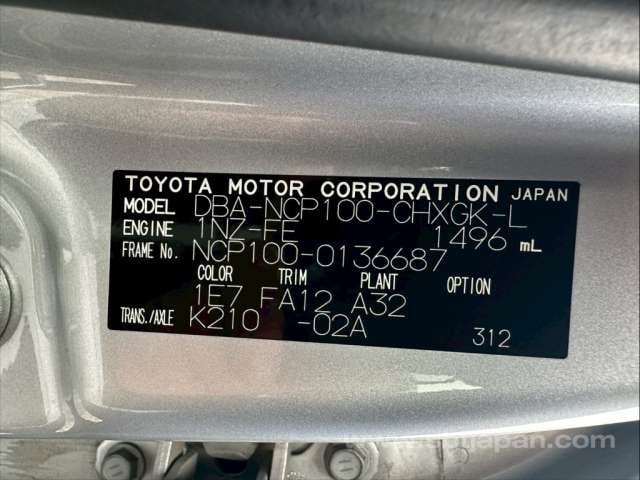 TOYOTA MOTOR CORPORATION JAPAN
MODEL DBA-NCP100-CHXGK-L
ENGINE 1NZ-FE 1496 mL
FRAME No. NCP100-0136687
COLOR TRIM PLANT OPTION
1E7 FA12 A32
TRANS./AXLE K210 -02A 312